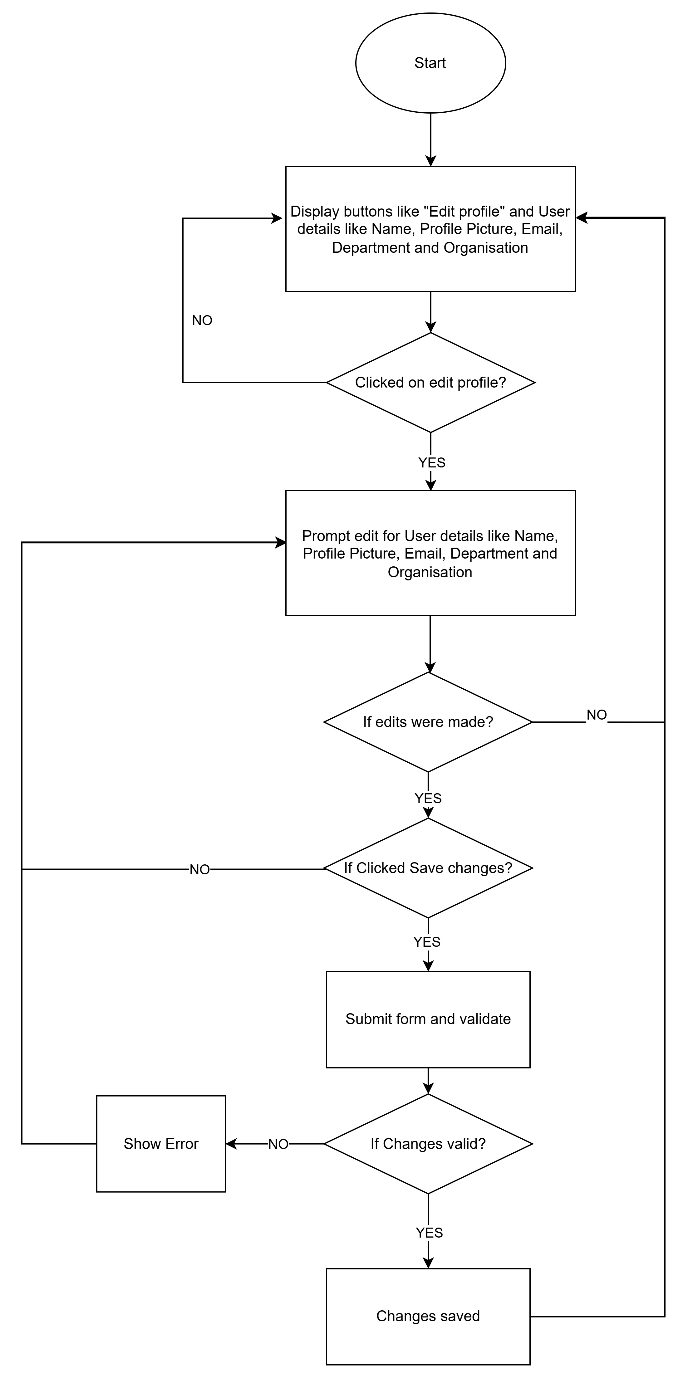 Start
Display buttons like "Edit profile" and User
details like Name, Profile Picture, Email,
Department and Organisation
NO
Clicked on edit profile?
YES
Prompt edit for User details like Name,
Profile Picture, Email, Department and
Organisation
If edits were made?
NO
YES
If Clicked Save changes?
NO
YES
Submit form and validate
If Changes valid?
NO
Show Error
YES
Changes saved